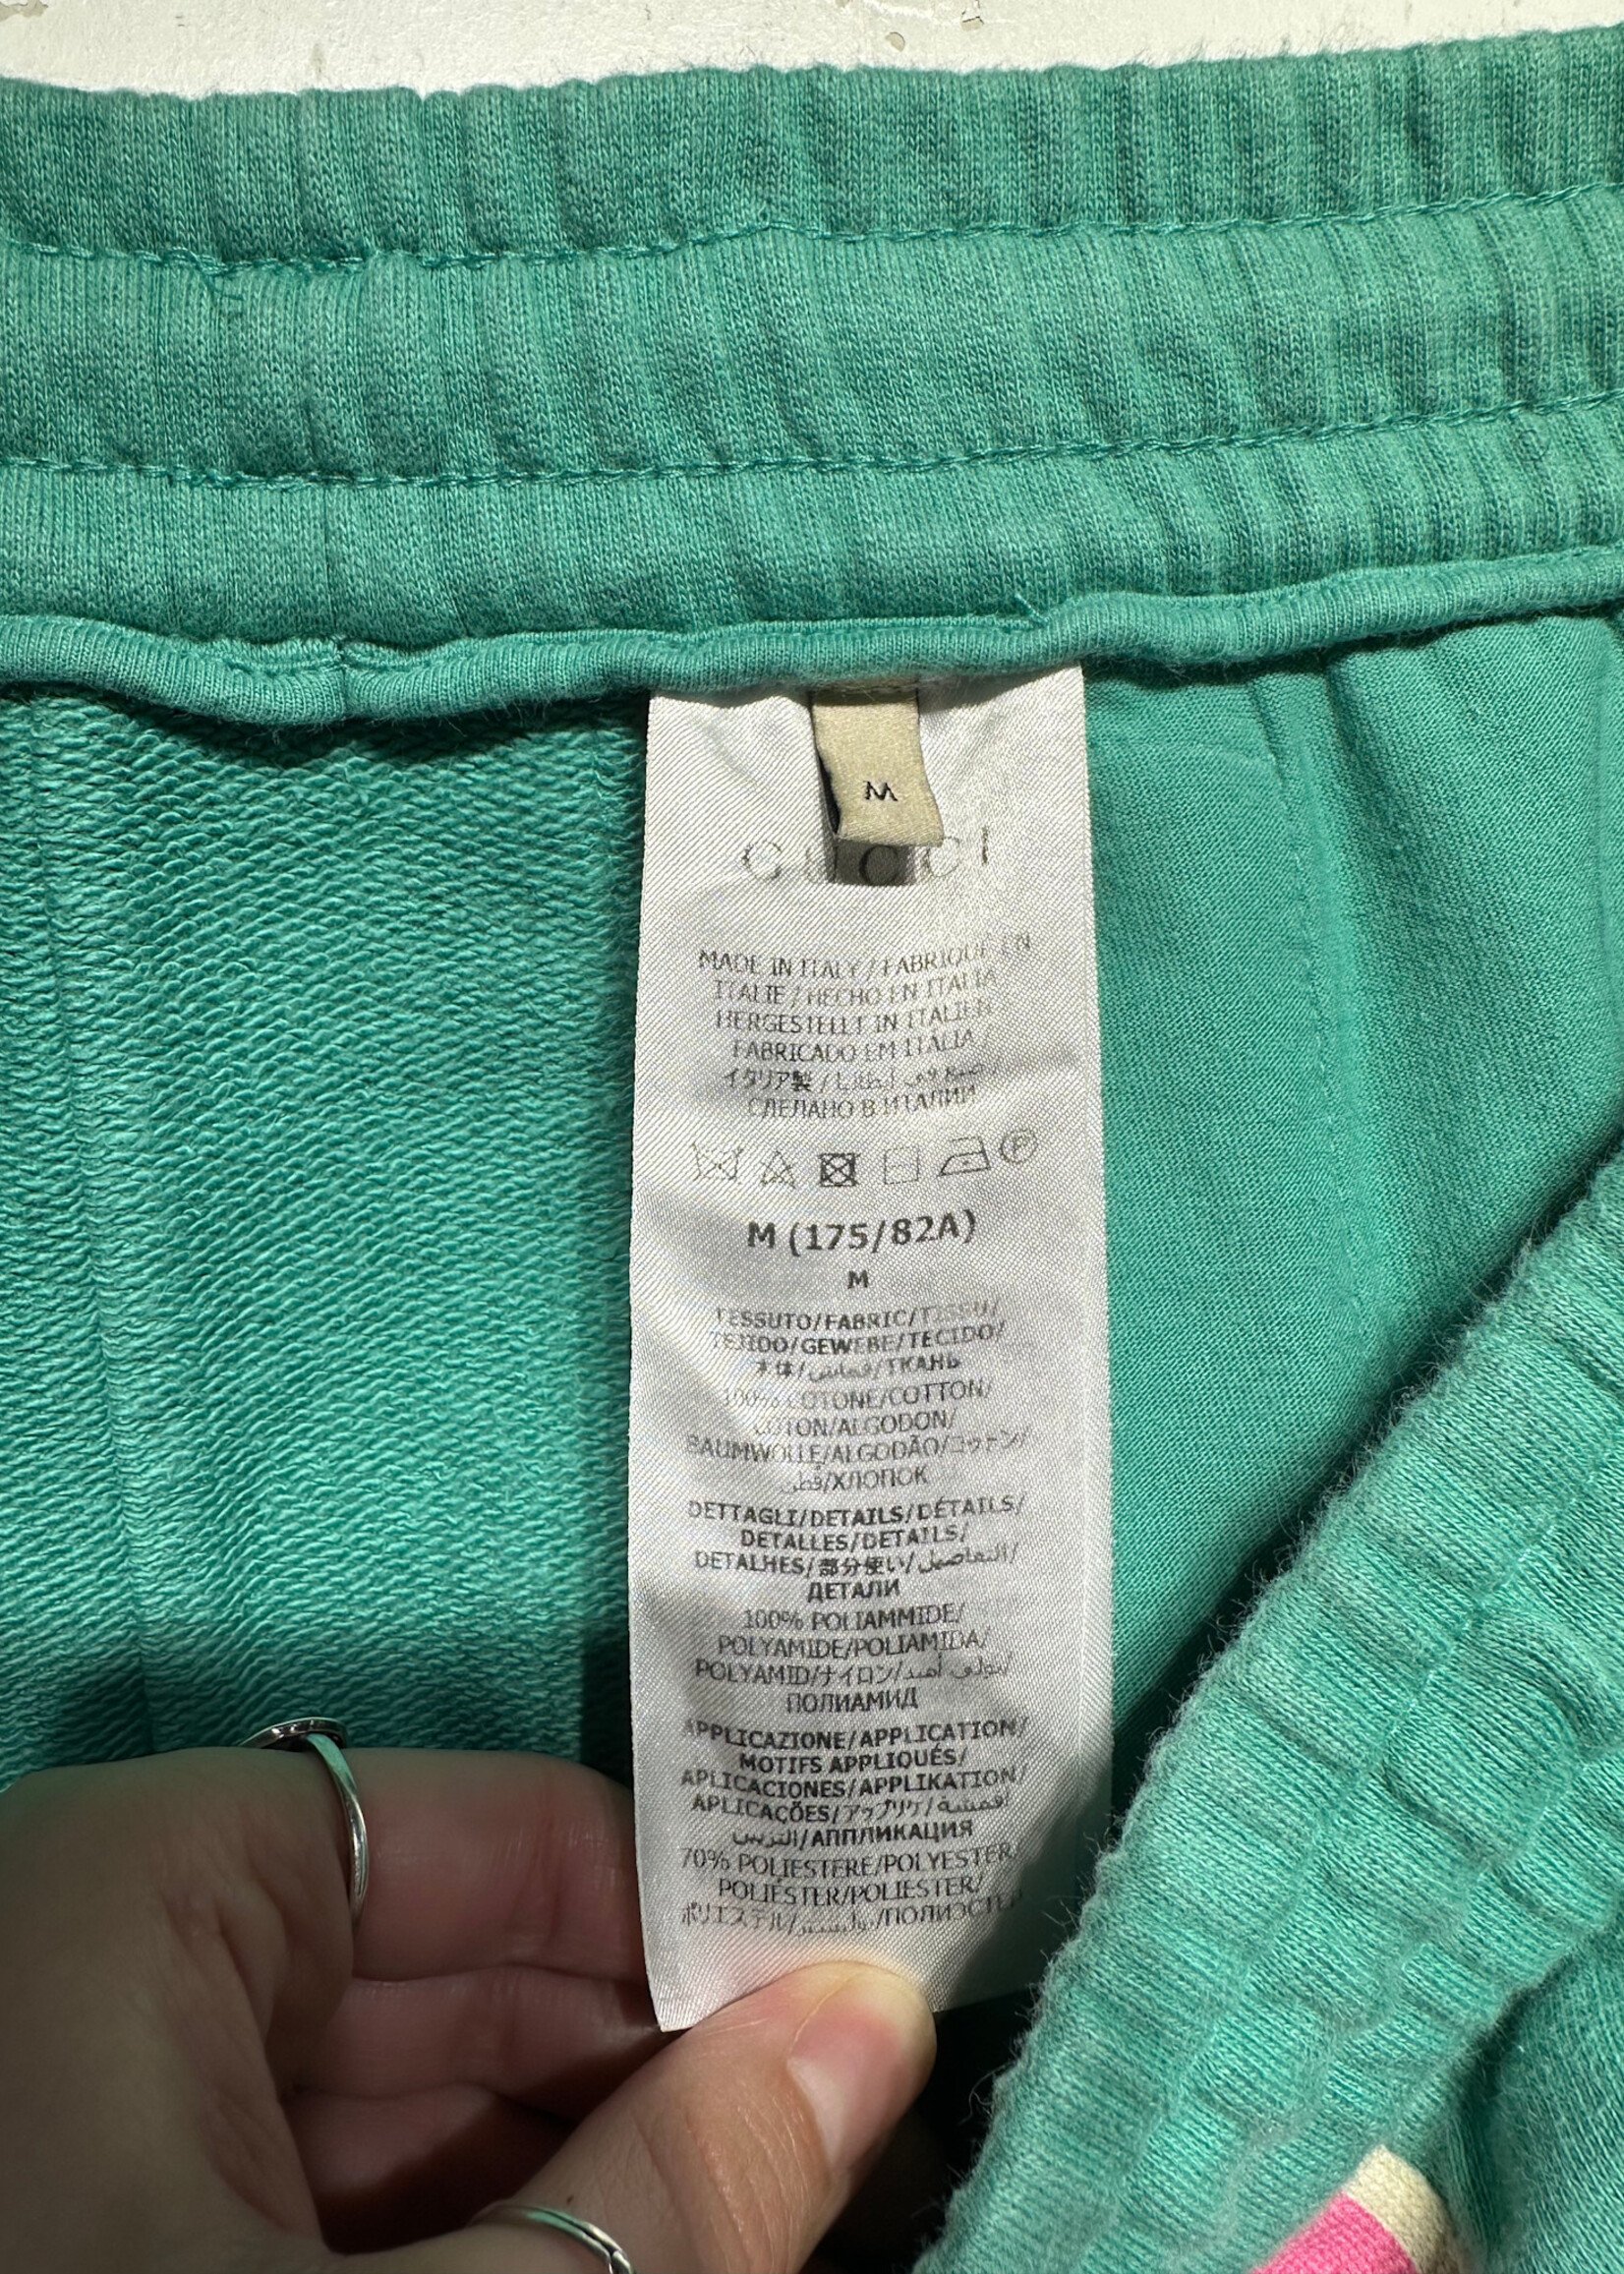 M
GUCCI
MADE IN ITALY / FABRIQUÉ EN
ITALIE / HECHO EN ITALIA
HERGESTELLT IN ITALIEN
FABRICADO EM ITALIA /
イタリア製 / صنع في إيطاليا /
СДЕЛАНО В ИТАЛИИ
P
M (175/82A)
M
TESSUTO/FABRIC/TISSU/
TEJIDO/GEWEBE/TECIDO/
本体/قماش/ТКАНЬ
100% COTONE/COTTON/
COTON/ALGODON/
BAUMWOLLE/ALGODÃO/コットン/
قطن/ХЛОПОК
DETTAGLI/DETAILS/DÉTAILS/
DETALLES/DETAILS/
DETALHES/部分使い/التفاصيل/
ДЕТАЛИ
100% POLIAMMIDE/
POLYAMIDE/POLIAMIDA/
POLYAMID/ナイロン/
ПОЛИАМИД
APPLICAZIONE/APPLICATION/
MOTIFS APPLIQUÉS/
APLICACIONES/APPLIKATION/
APLICAÇÕES/アップリケ/أقمشة
التزيين/АППЛИКАЦИЯ
70% POLIESTERE/POLYESTER/
POLIÉSTER/POLIESTER/
ポリエステル/بوليستر/ПОЛИЭСТЕР